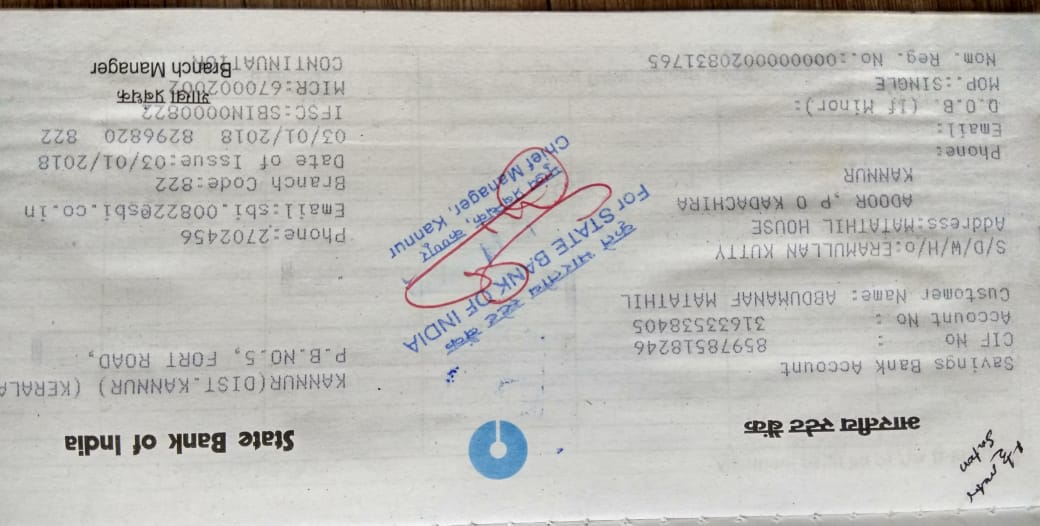 भारतीय स्टेट बैंक
State Bank of India
Savings Bank Account
CIF No : 85978518246
Account No : 31633538405
Customer Name: ABDUMANAF MATATHIL
S/D/W/H/o:ERAMULLAN KUTTY
Address:MATATHIL HOUSE
ADOOR ,P O KADACHIRA
KANNUR
Phone:
Email:
D.O.B. (If Minor):
MOP.:SINGLE
Nom. Reg. No.:0000000020831765
KANNUR(DIST.KANNUR) (KERALA
P.B.NO.5, FORT ROAD,
Phone:2702456
Email:sbi.00822@sbi.co.in
Branch Code:822
Date of Issue:03/01/2018
03/01/2018 8296820 822
IFSC:SBIN0000822
MICR:670002002
CONTINUATION
शाखा प्रबंधक
Branch Manager
कृते भारतीय स्टेट बैंक
For STATE BANK OF INDIA
मुख्य प्रबंधक, कण्णूर
Chief Manager, Kannur